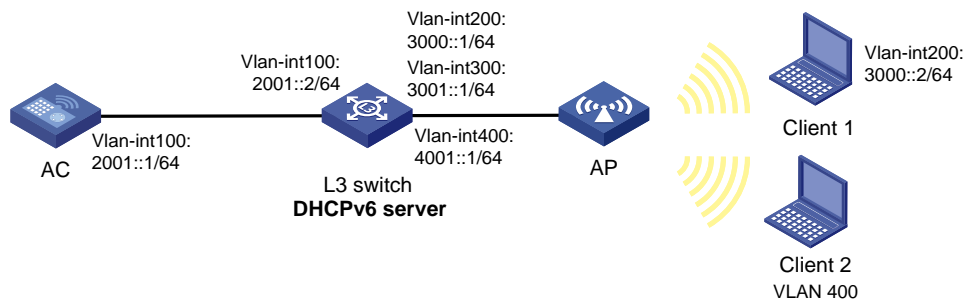 Vlan-int200:
3000::1/64
Vlan-int100:
2001::2/64
Vlan-int300:
3001::1/64
Vlan-int200:
3000::2/64
L3
Vlan-int100:
2001::1/64
Vlan-int400:
4001::1/64
AC
AP
Client 1
L3 switch
DHCPv6 server
Client 2
VLAN 400